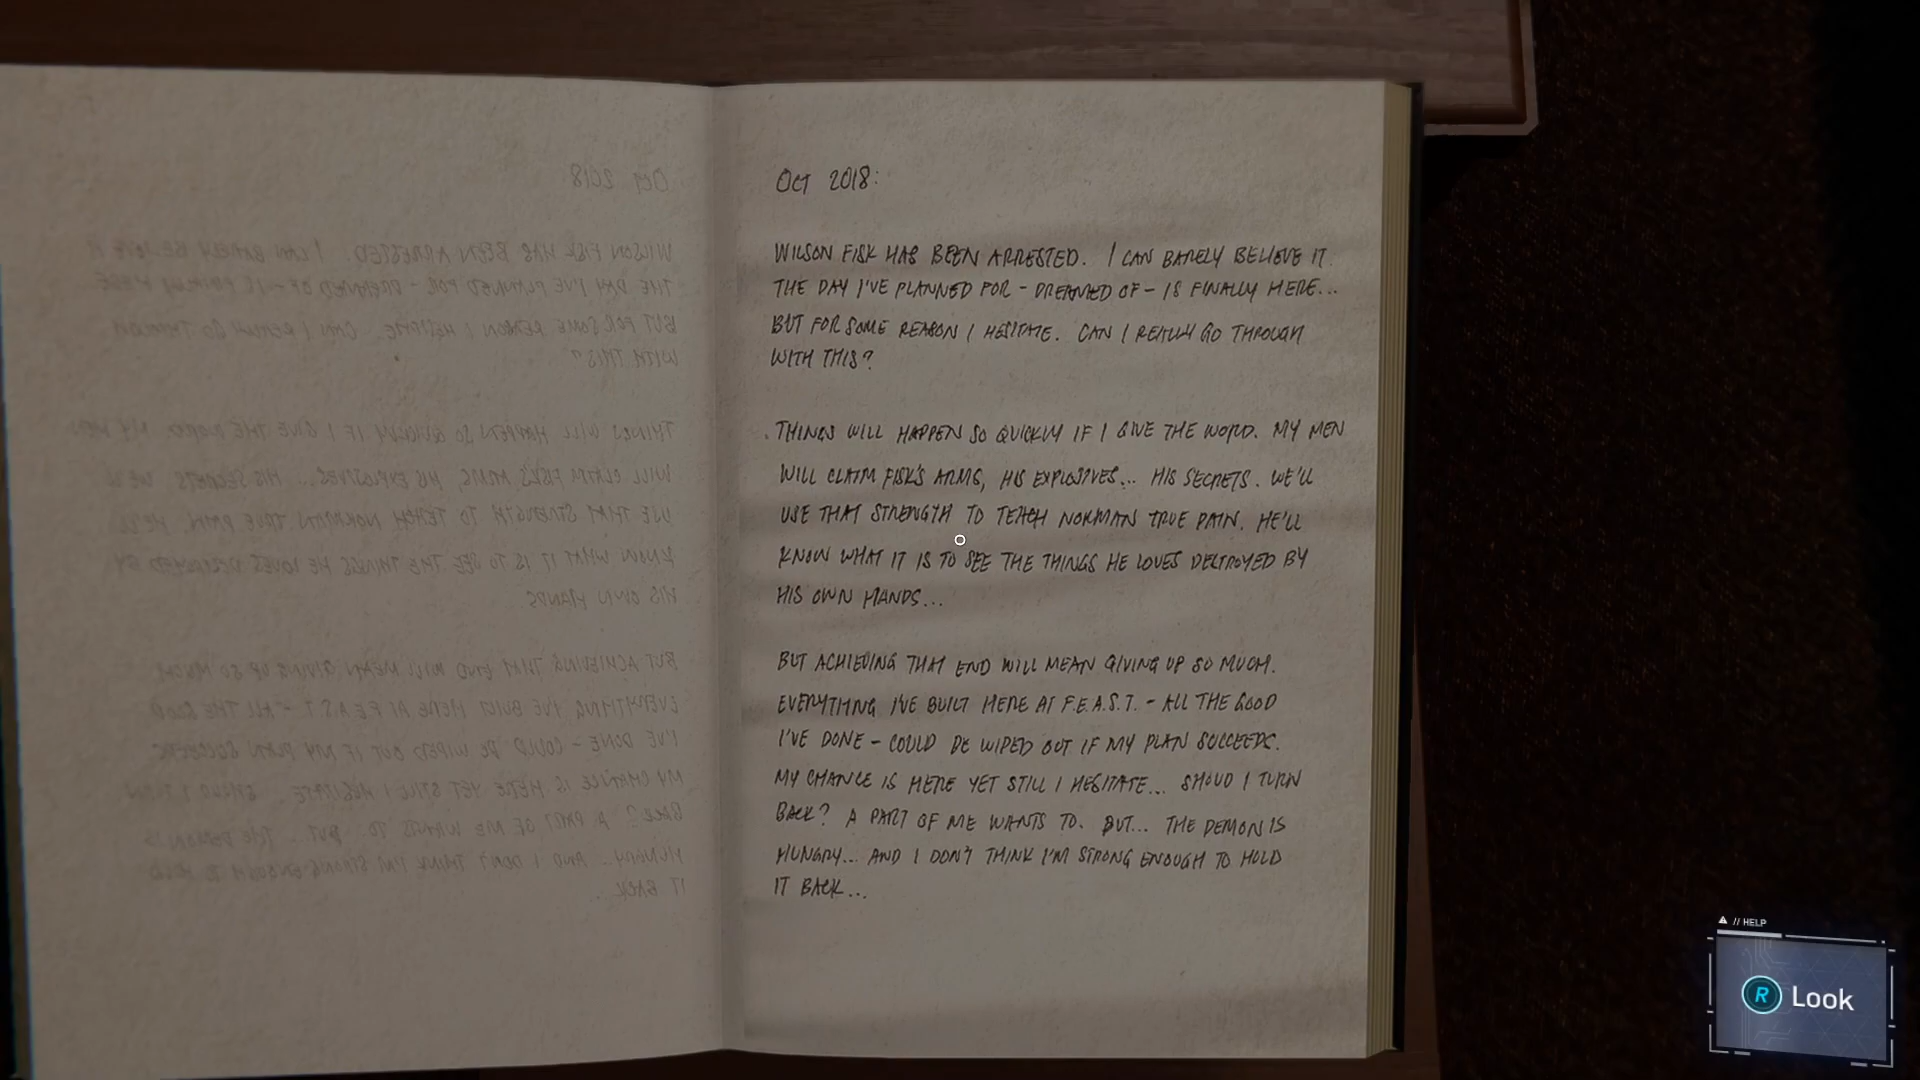 OCT 2018:
WILSON FISK HAS BEEN ARRESTED. I CAN BARELY BELIEVE IT.
THE DAY I'VE PLANNED FOR - DREAMED OF - IS FINALLY HERE...
BUT FOR SOME REASON I HESITATE. CAN I REALLY GO THROUGH
WITH THIS?
THINGS WILL HAPPEN SO QUICKLY IF I GIVE THE WORD. MY MEN
WILL CLAIM FISK'S ARMS, HIS EXPLOSIVES... HIS SECRETS. WE'LL
USE THAT STRENGTH TO TEACH NORMAN TRUE PAIN. HE'LL
KNOW WHAT IT IS TO SEE THE THINGS HE LOVES DESTROYED BY
HIS OWN HANDS...
BUT ACHIEVING THAT END WILL MEAN GIVING UP SO MUCH.
EVERYTHING I'VE BUILT HERE AT F.E.A.S.T. - ALL THE GOOD
I'VE DONE - COULD BE WIPED OUT IF MY PLAN SUCCEEDS.
MY CHANCE IS HERE YET STILL I HESITATE... SHOUD I TURN
BACK? A PART OF ME WANTS TO. BUT... THE DEMON IS
HUNGRY... AND I DON'T THINK I'M STRONG ENOUGH TO HOLD
IT BACK...
// HELP
R Look